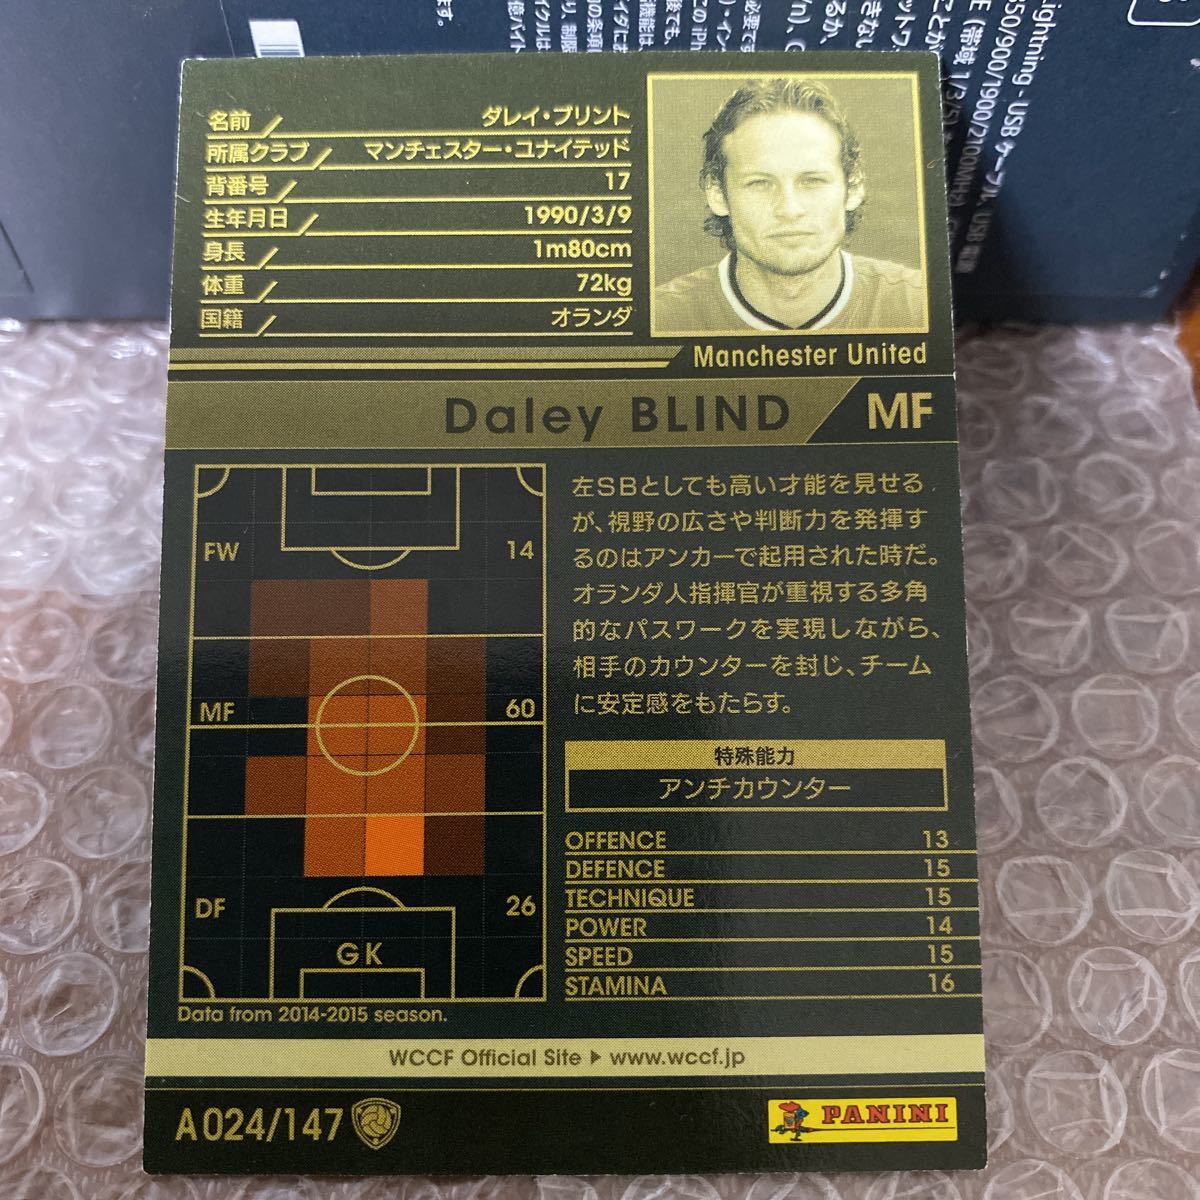 Lightning - USB ケーブル、USB 電源
名前 ダレイ・ブリント
所属クラブ マンチェスター・ユナイテッド
背番号 17
生年月日 1990/3/9
身長 1m80cm
体重 72kg
国籍 オランダ
Manchester United
Daley BLIND MF
FW 14
MF 60
DF 26
GK
Data from 2014-2015 season.
左SBとしても高い才能を見せる
が、視野の広さや判断力を発揮す
るのはアンカーで起用された時だ。
オランダ人指揮官が重視する多角
的なパスワークを実現しながら、
相手のカウンターを封じ、チーム
に安定感をもたらす。
特殊能力
アンチカウンター
OFFENCE 13
DEFENCE 15
TECHNIQUE 15
POWER 14
SPEED 15
STAMINA 16
WCCF Official Site ▶ www.wccf.jp
A024/147
PANINI